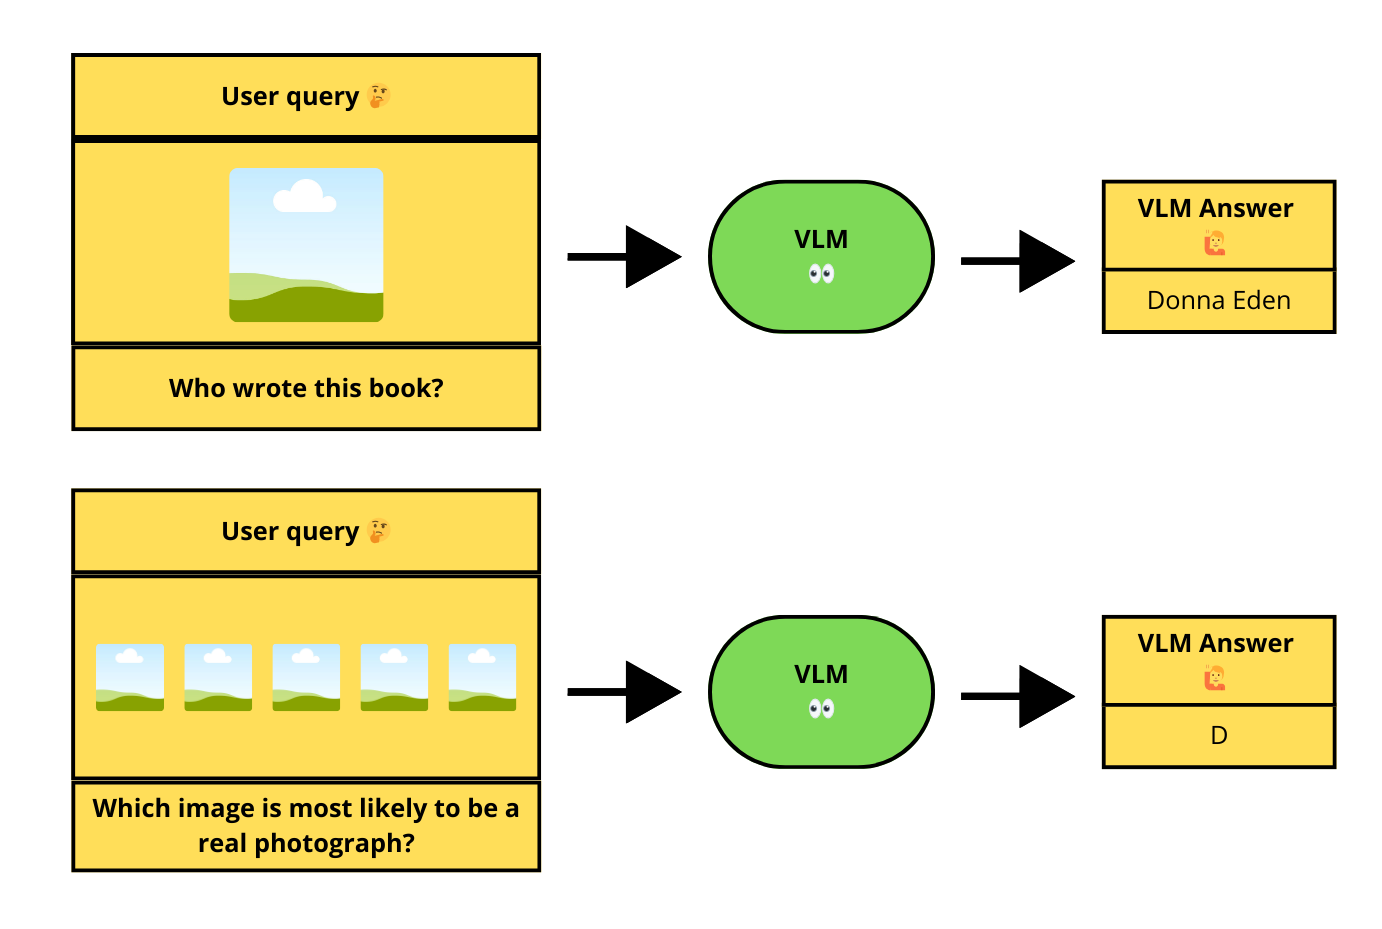 User query 🤔
Who wrote this book?
VLM
👀
VLM Answer
🙋
Donna Eden
User query 🤔
Which image is most likely to be a
real photograph?
VLM
👀
VLM Answer
🙋
D